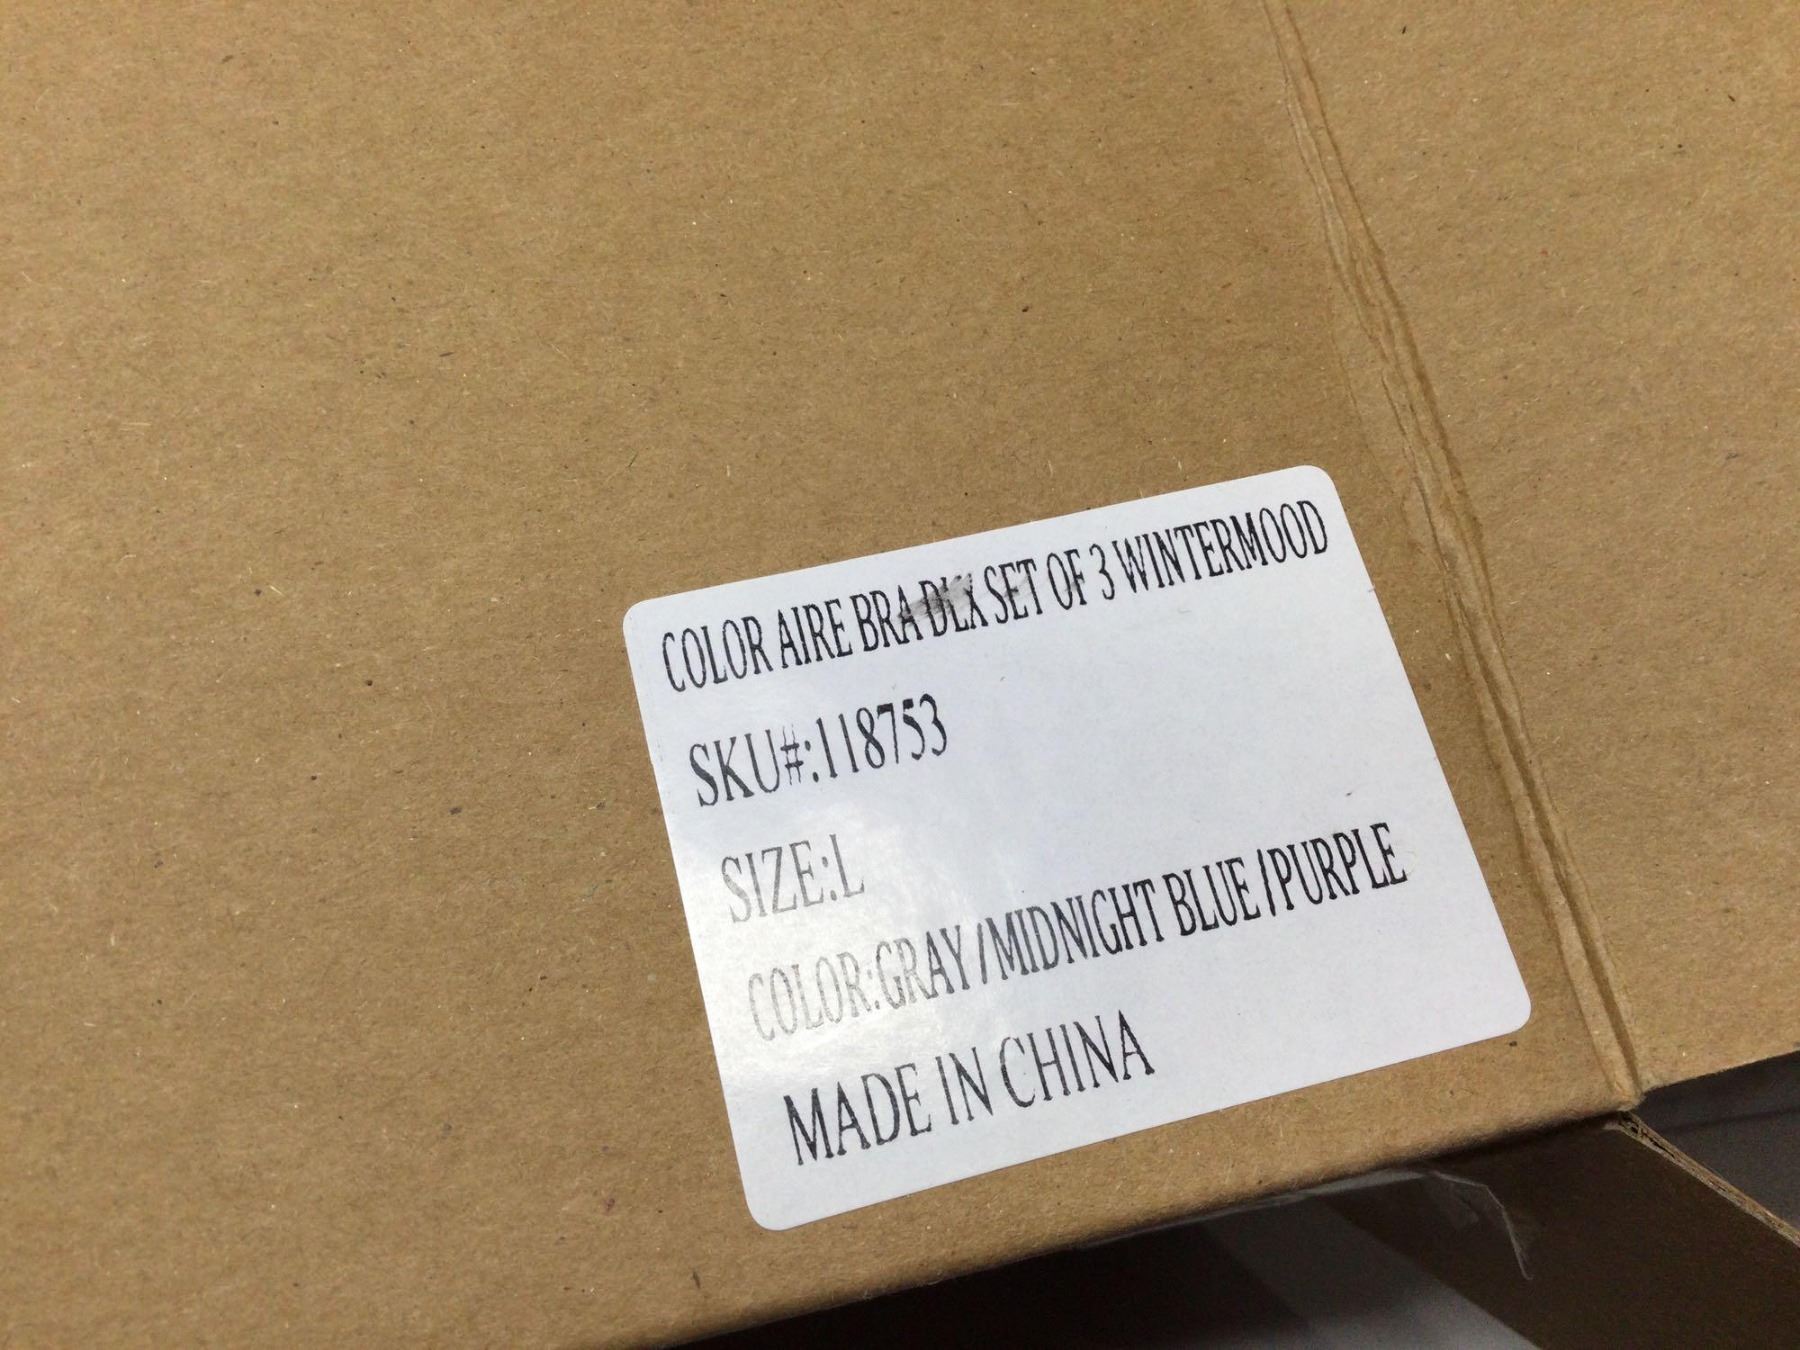 COLOR AIRE BRA DLX SET OF 3 WINTERMOOD
SKU#:118753
SIZE:L
COLOR:GRAY/MIDNIGHT BLUE/PURPLE
MADE IN CHINA